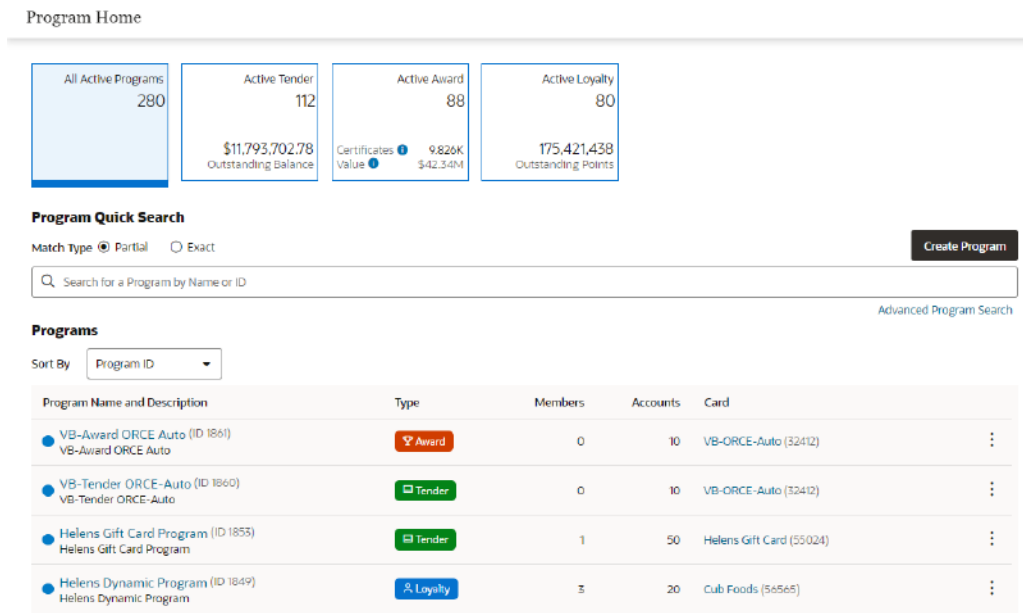 Program Home
All Active Programs
280
Active Tender
112
$11,793,702.78
Outstanding Balance
Active Award
88
Certificates 9.826K
Value $42.34M
Active Loyalty
80
175,421,438
Outstanding Points
Program Quick Search
Match Type Partial Exact
Create Program
Search for a Program by Name or ID
Advanced Program Search
Programs
Sort By Program ID
Program Name and Description Type Members Accounts Card
VB-Award ORCE Auto (ID 1861) Award 0 10 VB-ORCE-Auto (32412)
VB-Award ORCE Auto
VB-Tender ORCE-Auto (ID 1860) Tender 0 10 VB-ORCE-Auto (32412)
VB-Tender ORCE-Auto
Helens Gift Card Program (ID 1853) Tender 1 50 Helens Gift Card (55024)
Helens Gift Card Program
Helens Dynamic Program (ID 1849) Loyalty 3 20 Cub Foods (56565)
Helens Dynamic Program